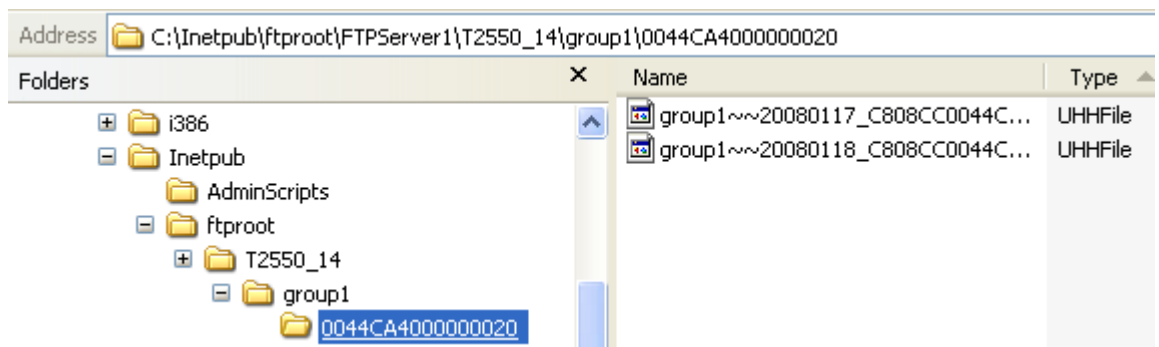 Address C:\Inetpub\ftproot\FTPServer1\T2550_14\group1\0044CA4000000020
Folders
i386
Inetpub
AdminScripts
ftproot
T2550_14
group1
0044CA4000000020
Name Type
group1~~20080117_C808CC0044C... UHHFile
group1~~20080118_C808CC0044C... UHHFile